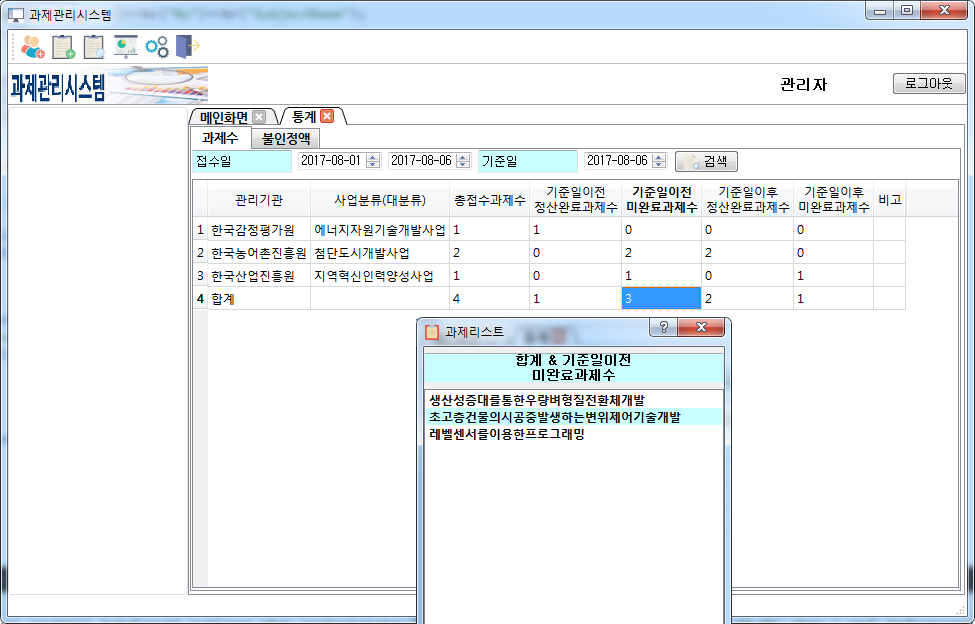 과제관리시스템
과제관리시스템
관리자
로그아웃
메인화면
통계
과제수
불인정액
접수일
2017-08-01
2017-08-06
기준일
2017-08-06
검색
관리기관 사업분류(대분류) 총접수과제수 기준일이전 정산완료과제수 기준일이전 미완료과제수 기준일이후 정산완료과제수 기준일이후 미완료과제수 비고
1 한국감정평가원 에너지자원기술개발사업 1 1 0 0 0
2 한국농어촌진흥원 첨단도시개발사업 2 0 2 2 0
3 한국산업진흥원 지역혁신인력양성사업 1 0 1 0 1
4 합계 4 1 3 2 1
과제리스트
?
합계 & 기준일이전
미완료과제수
생산성증대를통한우량벼형질전환체개발
초고층건물의시공중발생하는변위제어기술개발
레벨센서를이용한프로그래밍